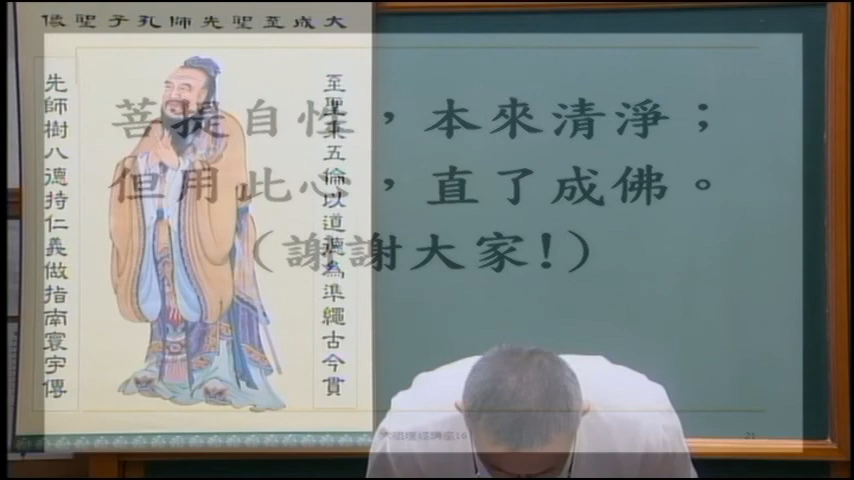 大成至聖先師孔子聖像
至聖秉五倫以道德為準繩古今貫
先師樹八德持仁義做指南寰宇傳
菩提自性，本來清淨；
但用此心，直了成佛。
（謝謝大家!）
21